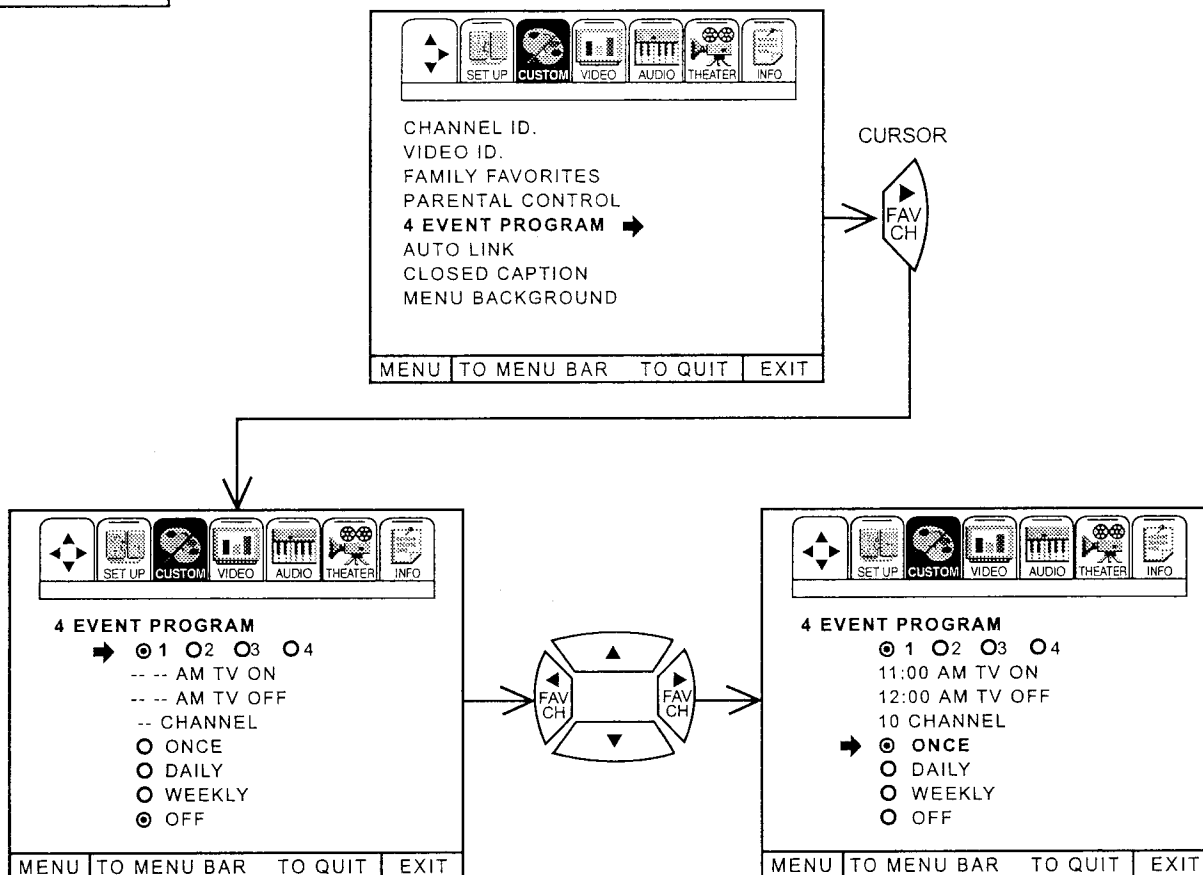 SET UP CUSTOM VIDEO AUDIO THEATER INFO
CHANNEL ID.
VIDEO ID.
FAMILY FAVORITES
PARENTAL CONTROL
4 EVENT PROGRAM
AUTO LINK
CLOSED CAPTION
MENU BACKGROUND
MENU TO MENU BAR TO QUIT EXIT
CURSOR
FAV
CH
SET UP CUSTOM VIDEO AUDIO THEATER INFO
4 EVENT PROGRAM
1 2 3 4
-- -- AM TV ON
-- -- AM TV OFF
-- CHANNEL
ONCE
DAILY
WEEKLY
OFF
MENU TO MENU BAR TO QUIT EXIT
FAV
CH
FAV
CH
SET UP CUSTOM VIDEO AUDIO THEATER INFO
4 EVENT PROGRAM
1 2 3 4
11:00 AM TV ON
12:00 AM TV OFF
10 CHANNEL
ONCE
DAILY
WEEKLY
OFF
MENU TO MENU BAR TO QUIT EXIT